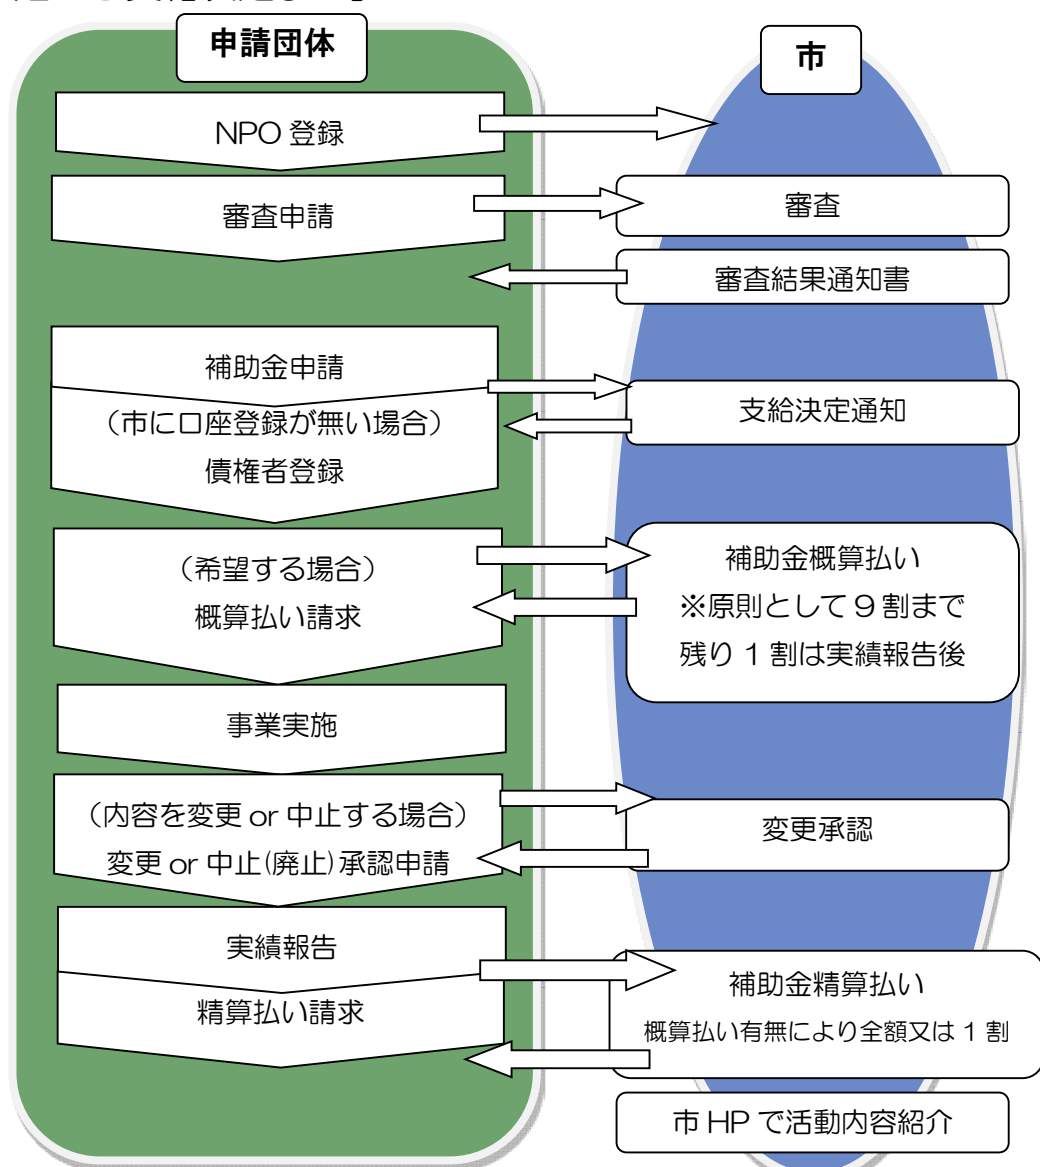 申請団体
市
NPO 登録
審査申請
審査
審査結果通知書
補助金申請
(市に口座登録が無い場合)
債権者登録
支給決定通知
(希望する場合)
概算払い請求
補助金概算払い
※原則として 9 割まで
残り 1 割は実績報告後
事業実施
(内容を変更 or 中止する場合)
変更 or 中止(廃止)承認申請
変更承認
実績報告
精算払い請求
補助金精算払い
概算払い有無により全額又は 1 割
市 HP で活動内容紹介